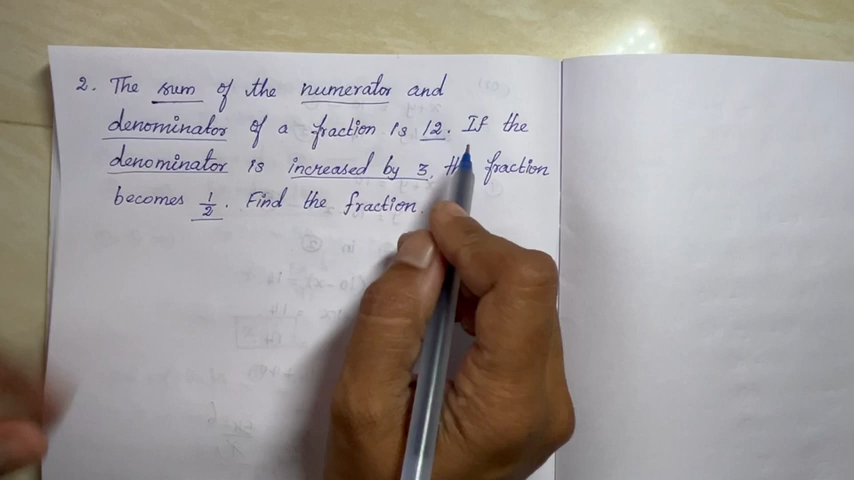 2. The sum of the numerator and
denominator of a fraction is 12. If the
denominator is increased by 3, the fraction
becomes 1/2. Find the fraction.